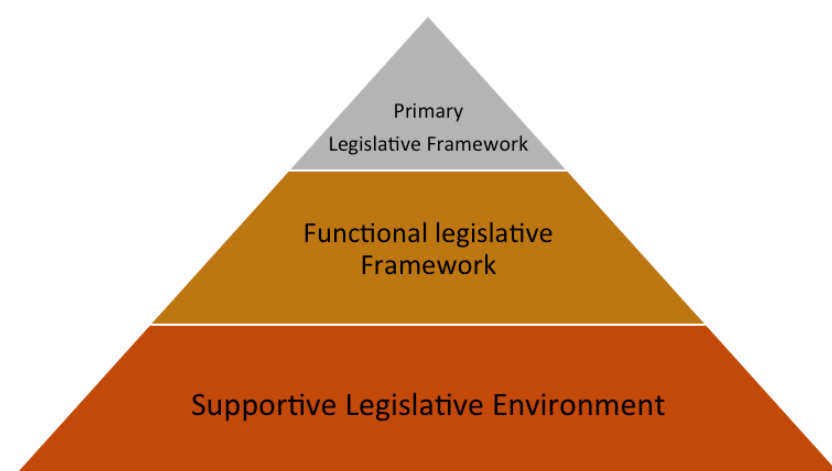 Primary
Legislative Framework
Functional legislative
Framework
Supportive Legislative Environment